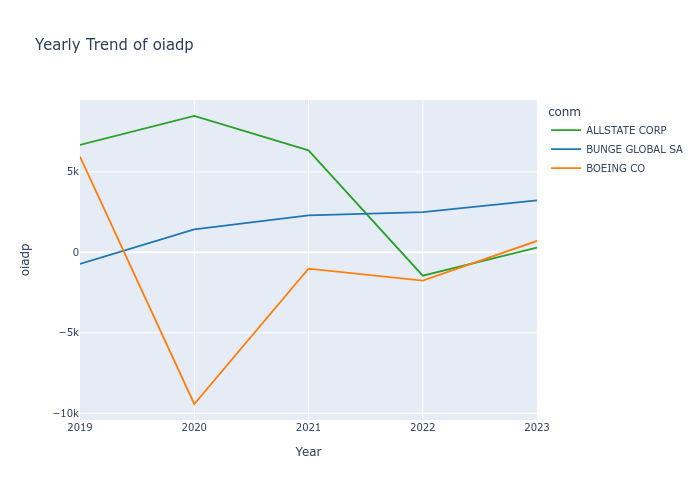 Yearly Trend of oiadp
conm
ALLSTATE CORP
BUNGE GLOBAL SA
BOEING CO
oiadp
5k
0
−5k
−10k
2019 2020 2021 2022 2023
Year